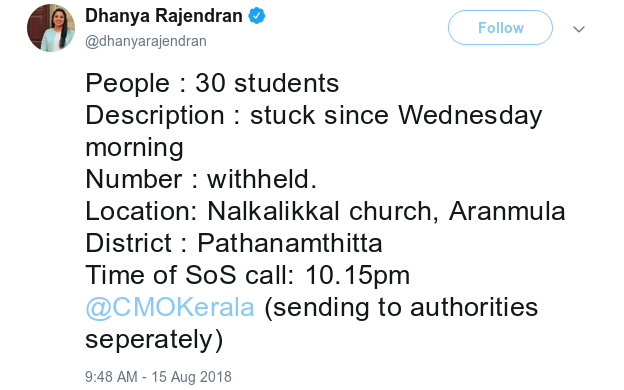 Dhanya Rajendran
@dhanyarajendran
Follow
People : 30 students
Description : stuck since Wednesday
morning
Number : withheld.
Location: Nalkalikkal church, Aranmula
District : Pathanamthitta
Time of SoS call: 10.15pm
@CMOKerala (sending to authorities
seperately)
9:48 AM - 15 Aug 2018